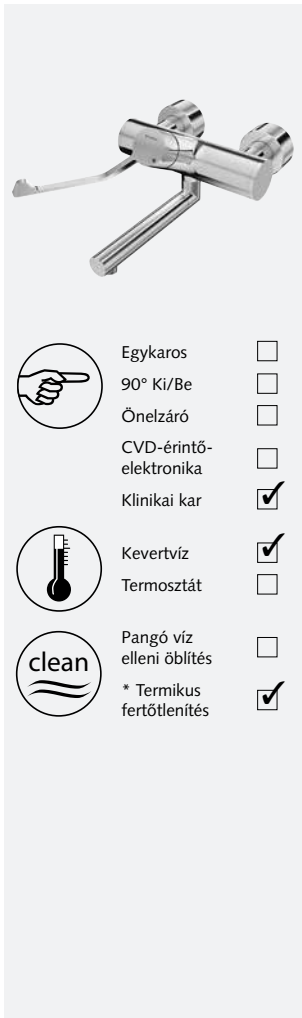 Egykaros
90° Ki/Be
Önelzáró
CVD-érintő-
elektronika
Klinikai kar
Kevertvíz
Termosztát
clean
Pangó víz
elleni öblítés
* Termikus
fertőtlenítés